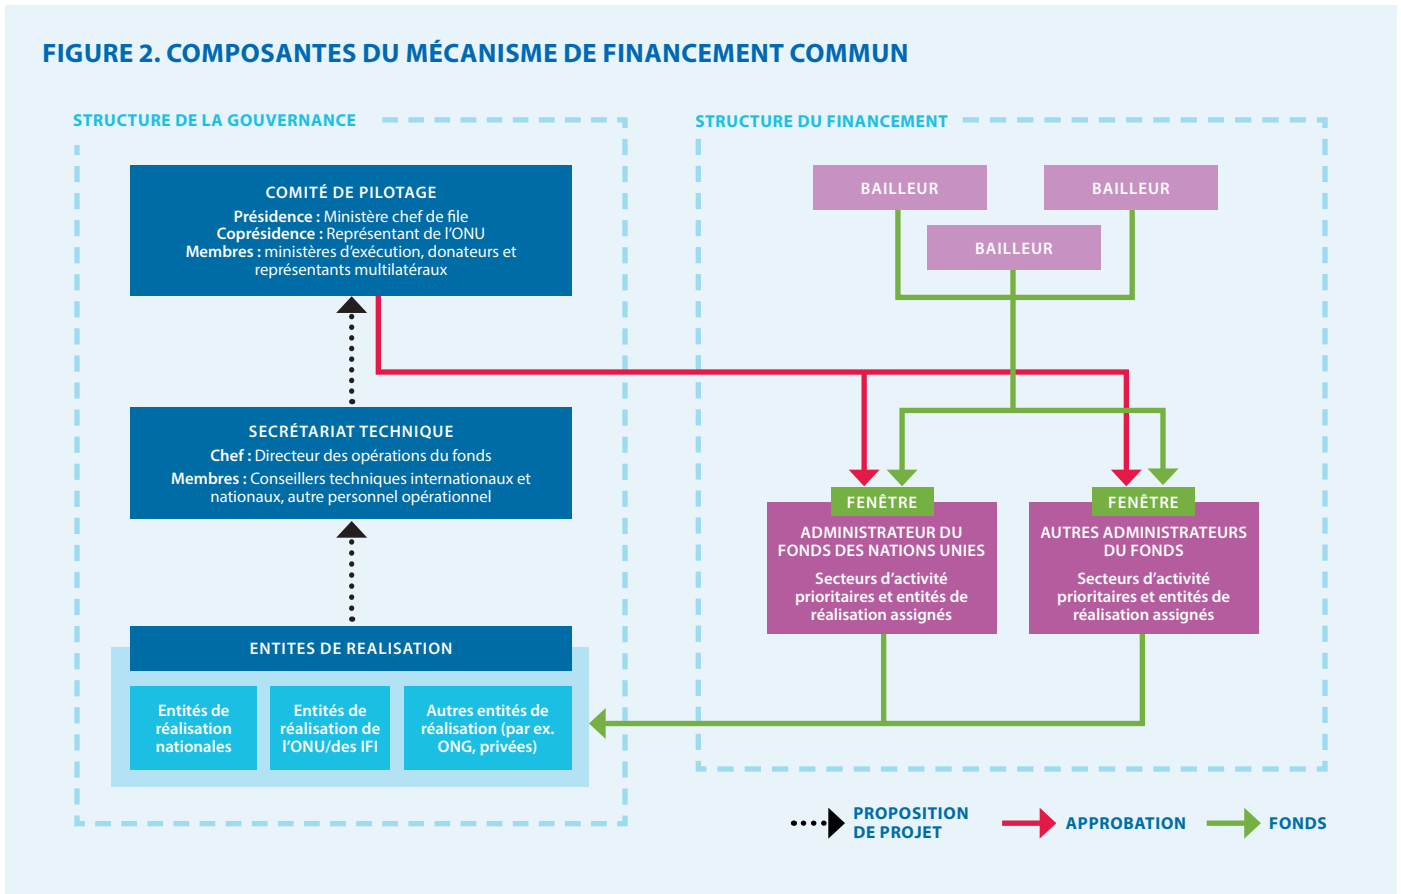 FIGURE 2. COMPOSANTES DU MÉCANISME DE FINANCEMENT COMMUN
STRUCTURE DE LA GOUVERNANCE
COMITÉ DE PILOTAGE
Présidence : Ministère chef de file
Coprésidence : Représentant de l’ONU
Membres : ministères d’exécution, donateurs et
représentants multilatéraux
SECRÉTARIAT TECHNIQUE
Chef : Directeur des opérations du fonds
Membres : Conseillers techniques internationaux et
nationaux, autre personnel opérationnel
ENTITES DE REALISATION
Entités de
réalisation
nationales
Entités de
réalisation de
l’ONU/des IFI
Autres entités de
réalisation (par ex.
ONG, privées)
STRUCTURE DU FINANCEMENT
BAILLEUR
BAILLEUR
BAILLEUR
FENÊTRE
ADMINISTRATEUR DU
FONDS DES NATIONS UNIES
Secteurs d’activité
prioritaires et entités de
réalisation assignés
FENÊTRE
AUTRES ADMINISTRATEURS
DU FONDS
Secteurs d’activité
prioritaires et entités de
réalisation assignés
PROPOSITION
DE PROJET
APPROBATION
FONDS